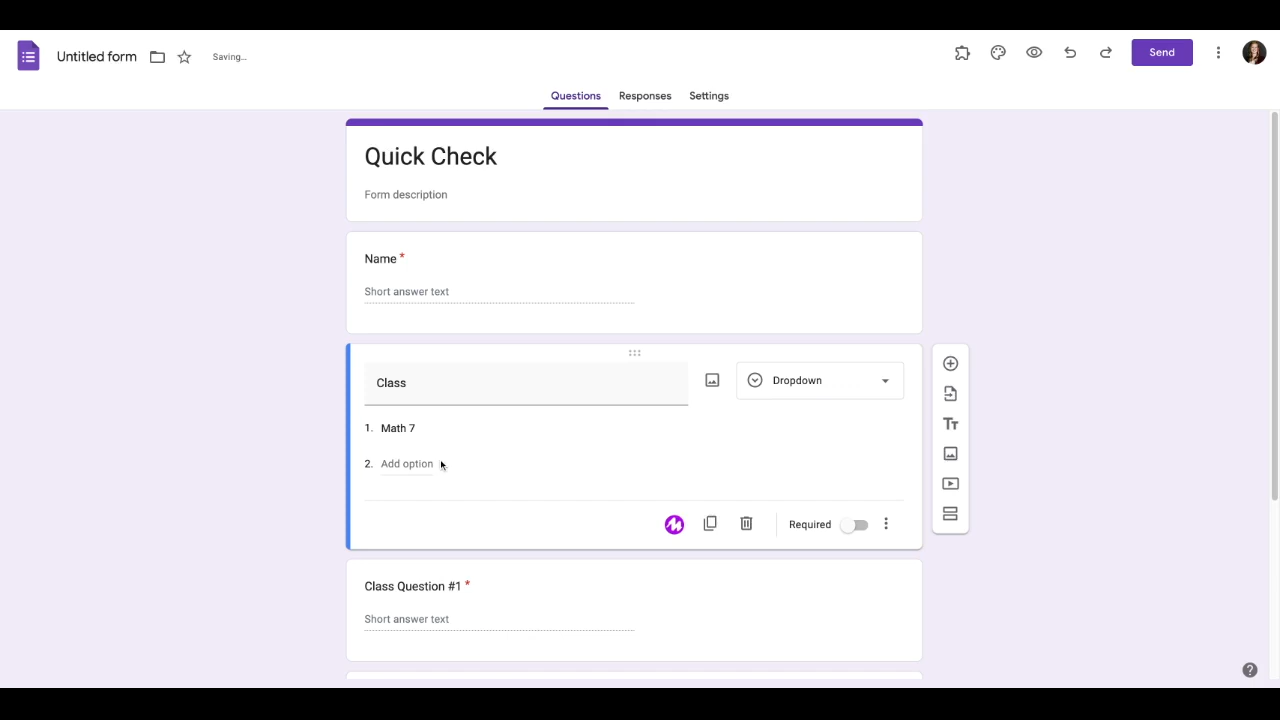 Untitled form
Saving...
Send
Questions Responses Settings
Quick Check
Form description
Name *
Short answer text
Class
Dropdown
1. Math 7
2. Add option
Tт
Required
Class Question #1 *
Short answer text